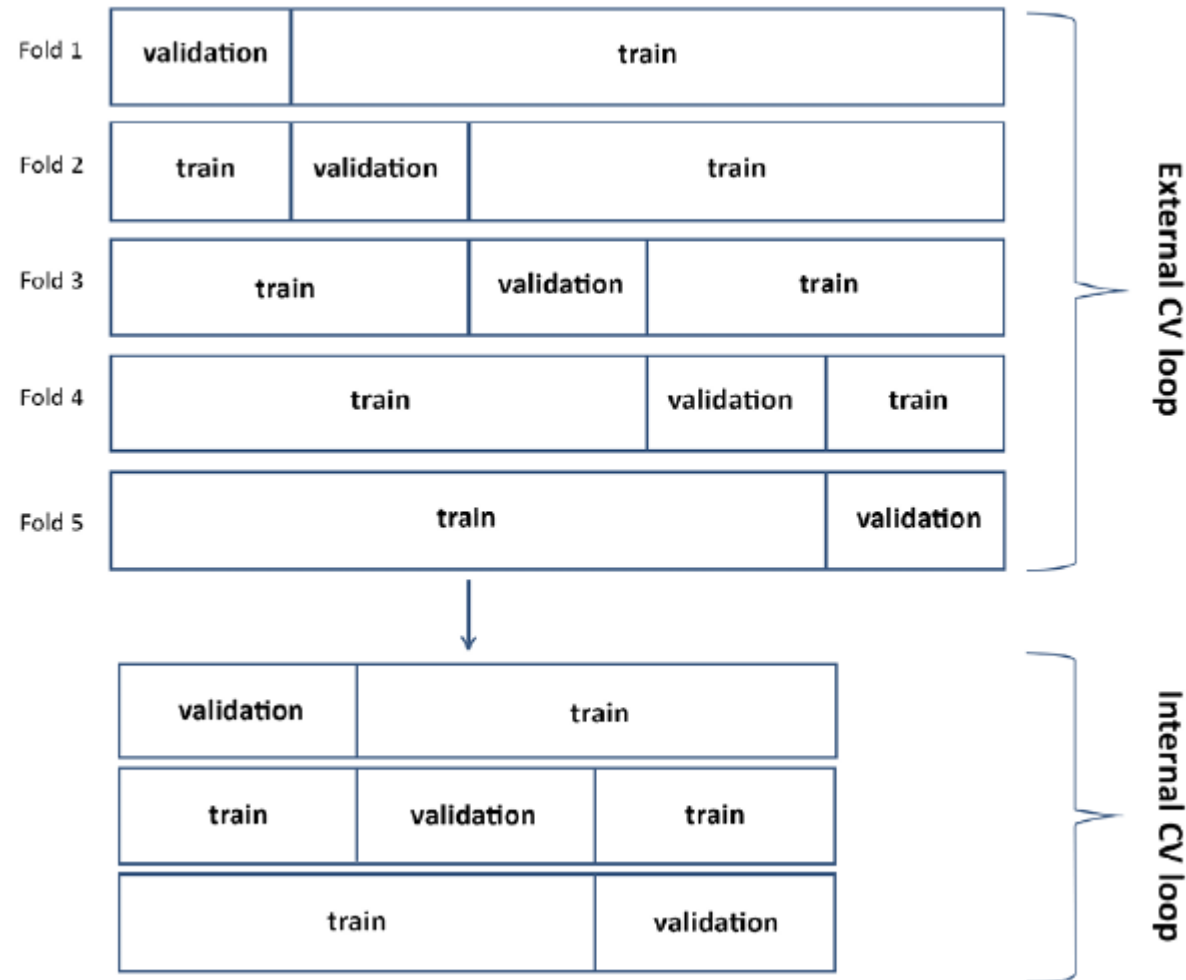 Fold 1
validation
train
Fold 2
train
validation
train
Fold 3
train
validation
train
Fold 4
train
validation
train
Fold 5
train
validation
External CV loop
validation
train
train
validation
train
train
validation
Internal CV loop